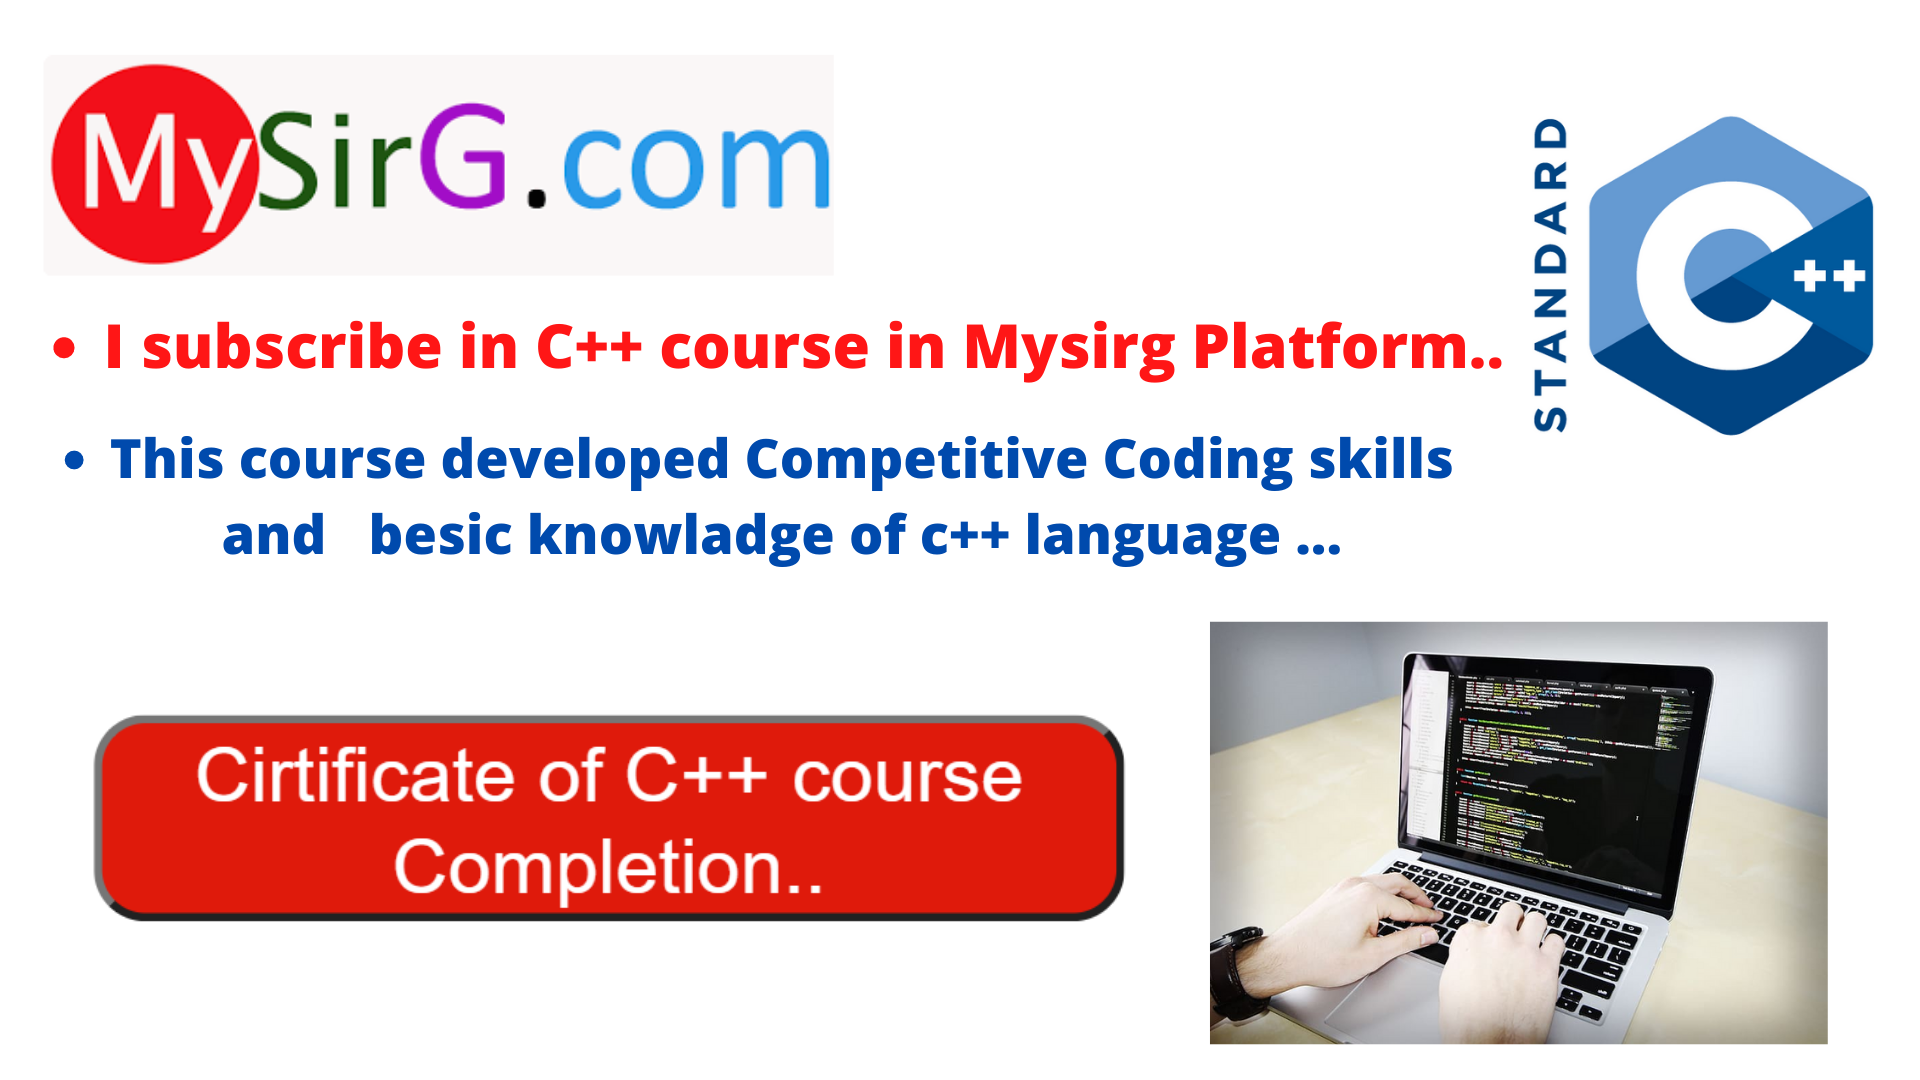 MySirG.com
STANDARD
C++
• I subscribe in C++ course in Mysirg Platform..
• This course developed Competitive Coding skills
and besic knowladge of c++ language ...
Cirtificate of C++ course
Completion..